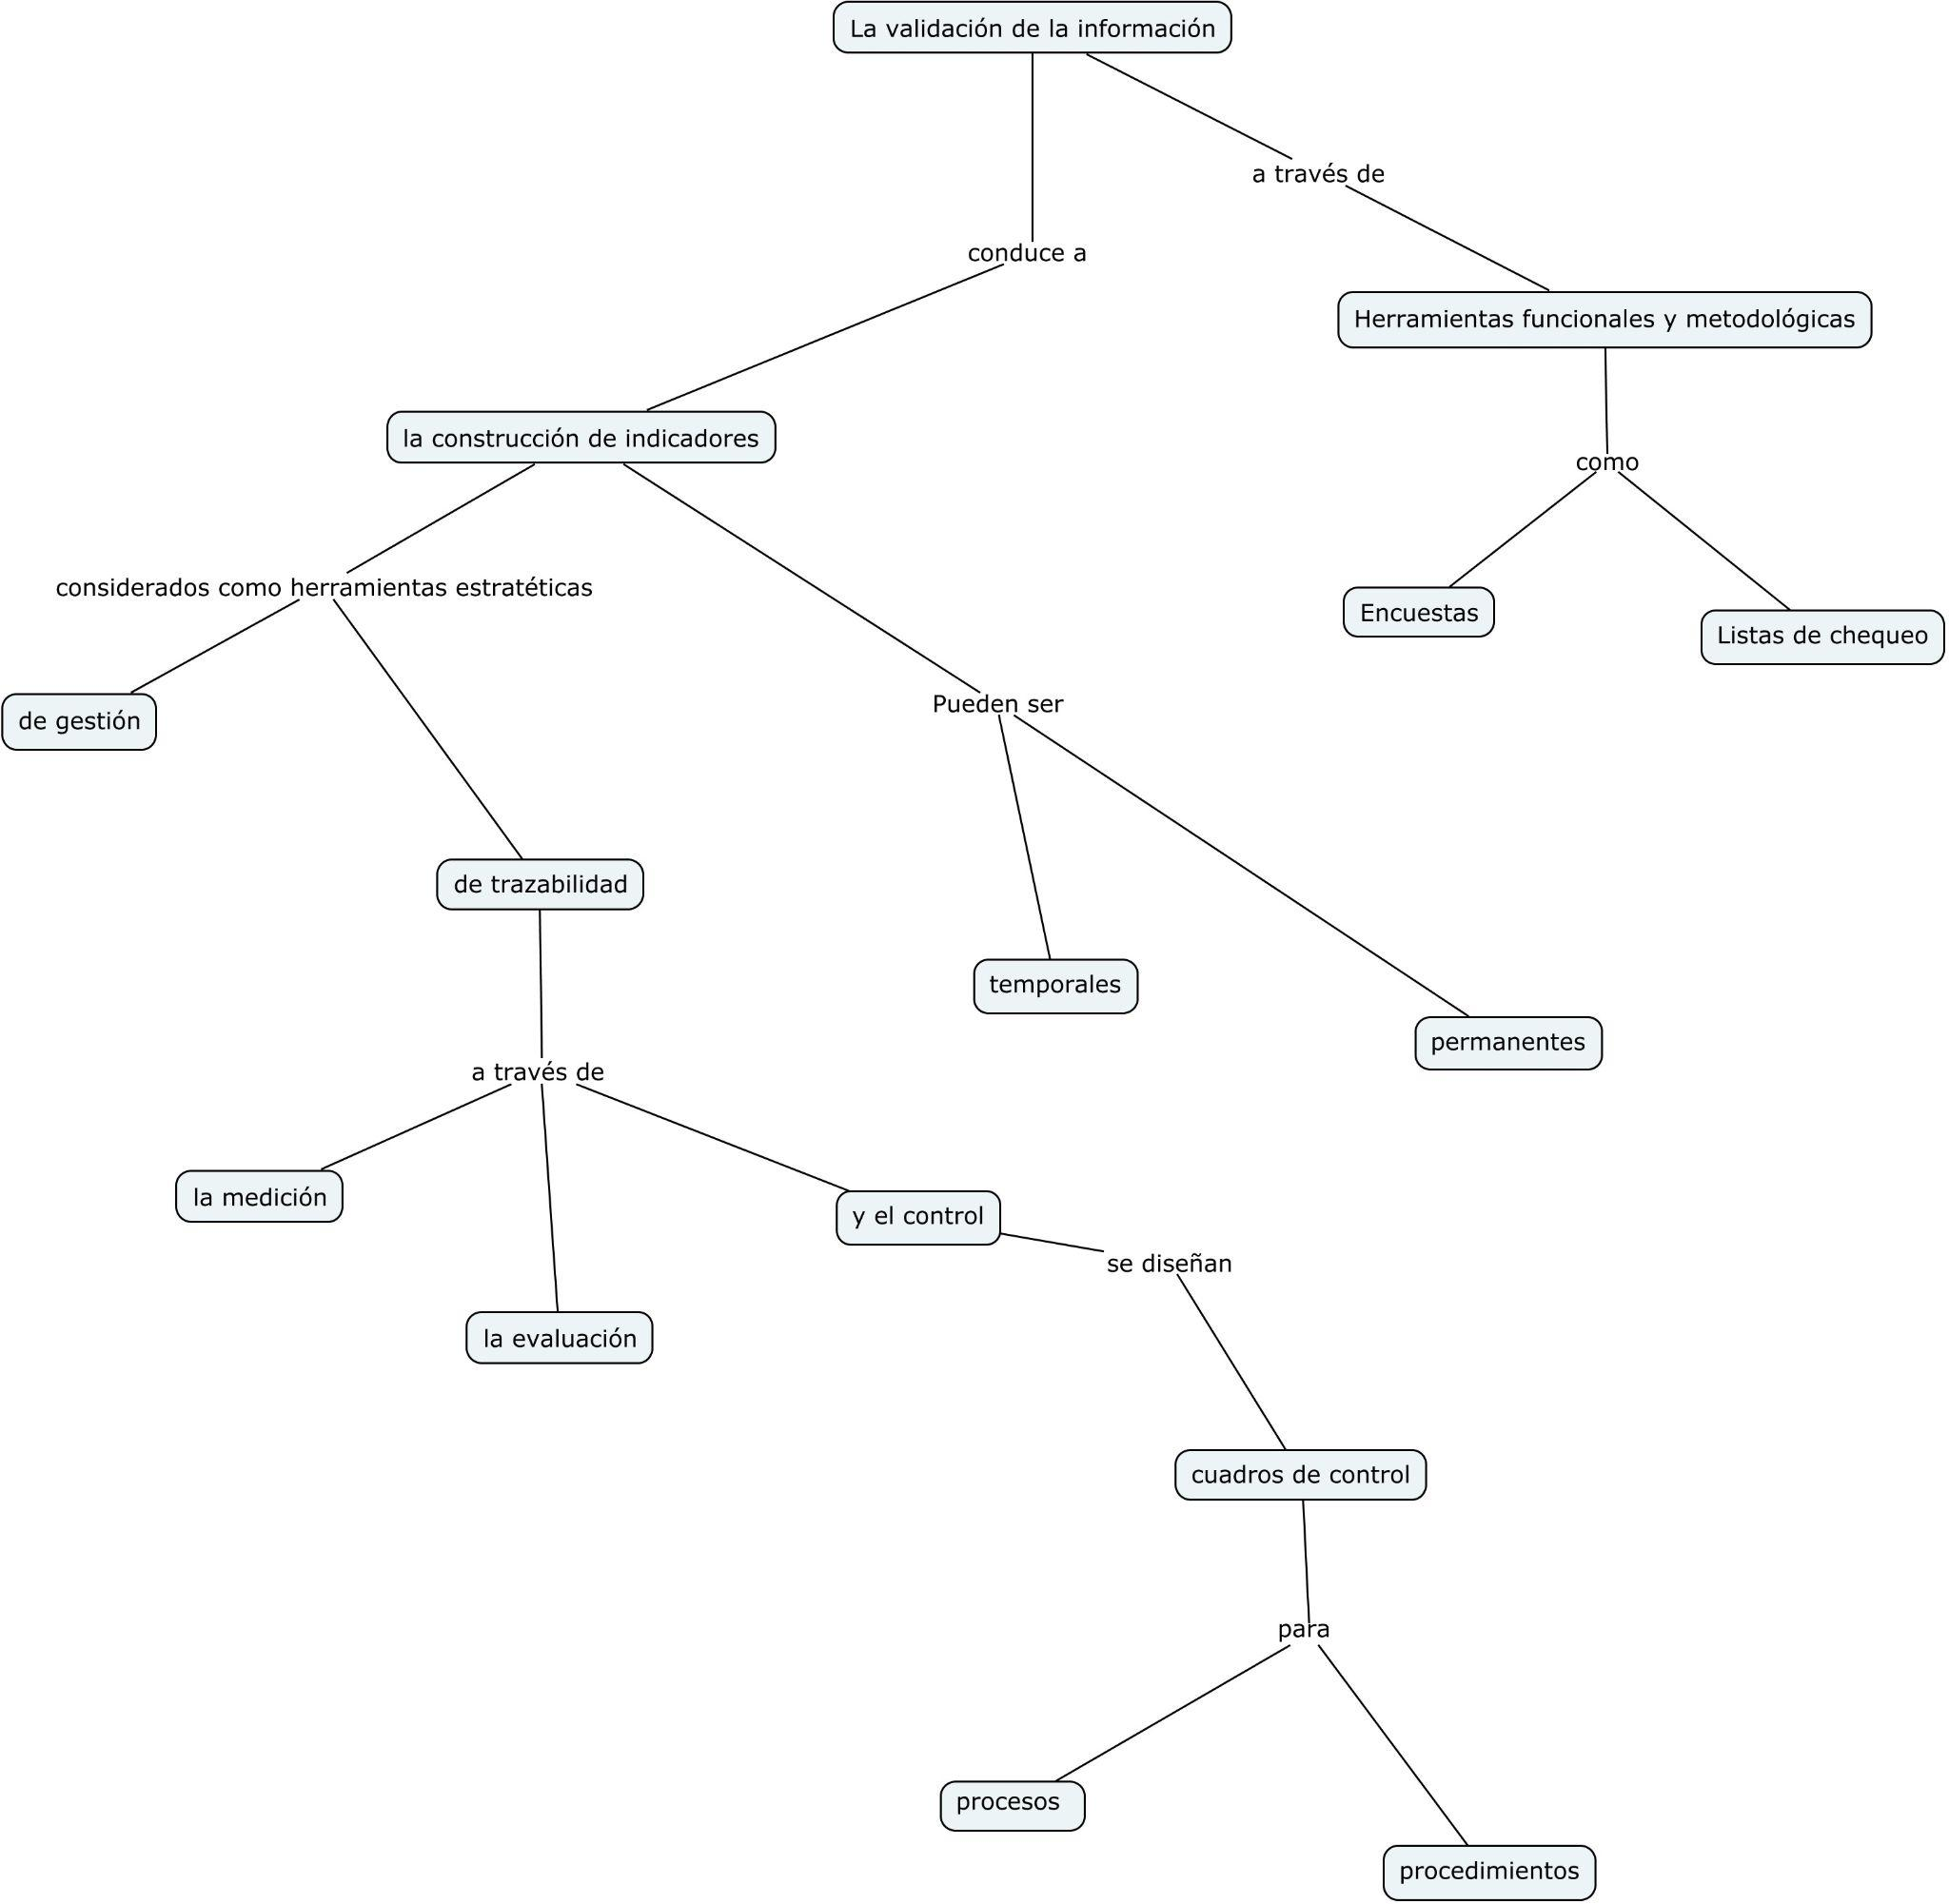 La validación de la información
a través de
conduce a
Herramientas funcionales y metodológicas
la construcción de indicadores
como
considerados como herramientas estratéticas
Encuestas
Listas de chequeo
de gestión
Pueden ser
de trazabilidad
temporales
permanentes
a través de
la medición
y el control
se diseñan
la evaluación
cuadros de control
para
procesos
procedimientos